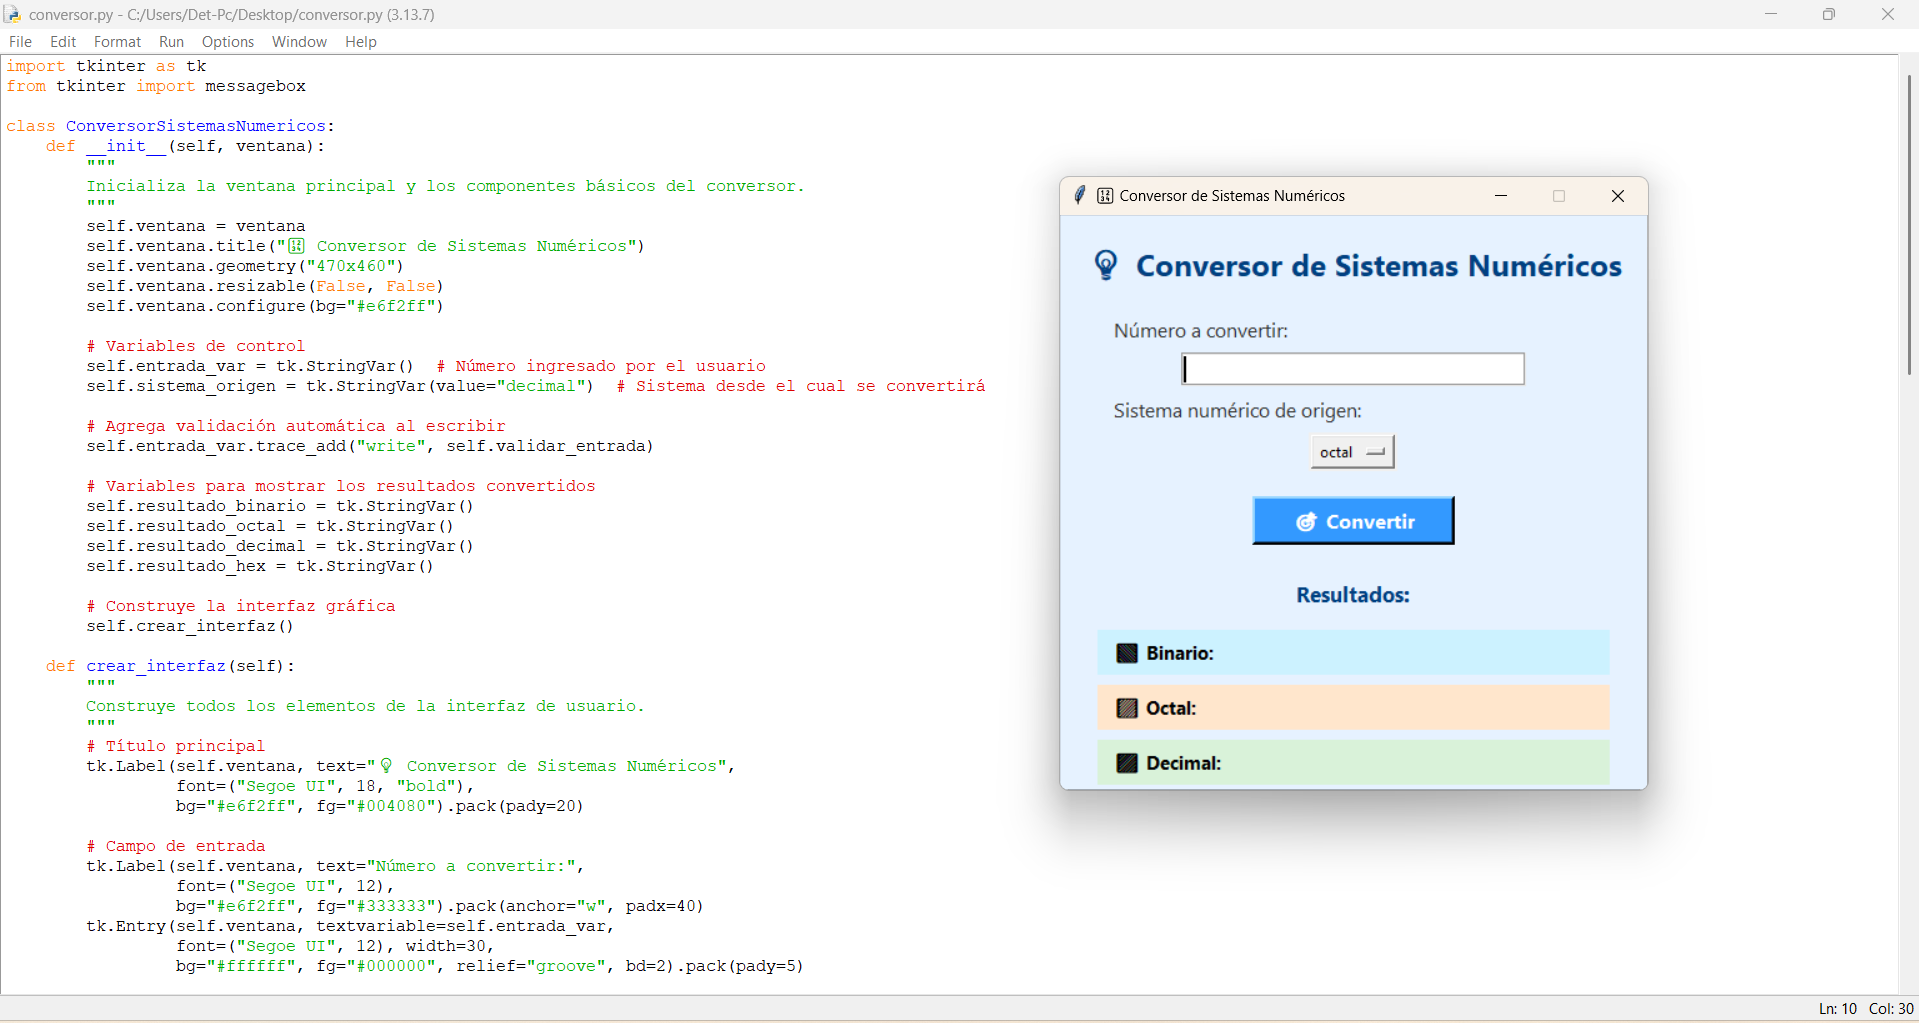 conversor.py - C:/Users/Det-Pc/Desktop/conversor.py (3.13.7)
File Edit Format Run Options Window Help
import tkinter as tk
from tkinter import messagebox
class ConversorSistemasNumericos:
def __init__(self, ventana):
"""
Inicializa la ventana principal y los componentes básicos del conversor.
"""
self.ventana = ventana
self.ventana.title("🔢 Conversor de Sistemas Numéricos")
self.ventana.geometry("470x460")
self.ventana.resizable(False, False)
self.ventana.configure(bg="#e6f2ff")
# Variables de control
self.entrada_var = tk.StringVar()  # Número ingresado por el usuario
self.sistema_origen = tk.StringVar(value="decimal")  # Sistema desde el cual se convertirá
# Agrega validación automática al escribir
self.entrada_var.trace_add("write", self.validar_entrada)
# Variables para mostrar los resultados convertidos
self.resultado_binario = tk.StringVar()
self.resultado_octal = tk.StringVar()
self.resultado_decimal = tk.StringVar()
self.resultado_hex = tk.StringVar()
# Construye la interfaz gráfica
self.crear_interfaz()
def crear_interfaz(self):
"""
Construye todos los elementos de la interfaz de usuario.
"""
# Título principal
tk.Label(self.ventana, text="💡 Conversor de Sistemas Numéricos",
font=("Segoe UI", 18, "bold"),
bg="#e6f2ff", fg="#004080").pack(pady=20)
# Campo de entrada
tk.Label(self.ventana, text="Número a convertir:",
font=("Segoe UI", 12),
bg="#e6f2ff", fg="#333333").pack(anchor="w", padx=40)
tk.Entry(self.ventana, textvariable=self.entrada_var,
font=("Segoe UI", 12), width=30,
bg="#ffffff", fg="#000000", relief="groove", bd=2).pack(pady=5)
🔢 Conversor de Sistemas Numéricos
💡 Conversor de Sistemas Numéricos
Número a convertir:
Sistema numérico de origen:
octal
🎯 Convertir
Resultados:
Binario:
Octal:
Decimal:
Ln: 10 Col: 30